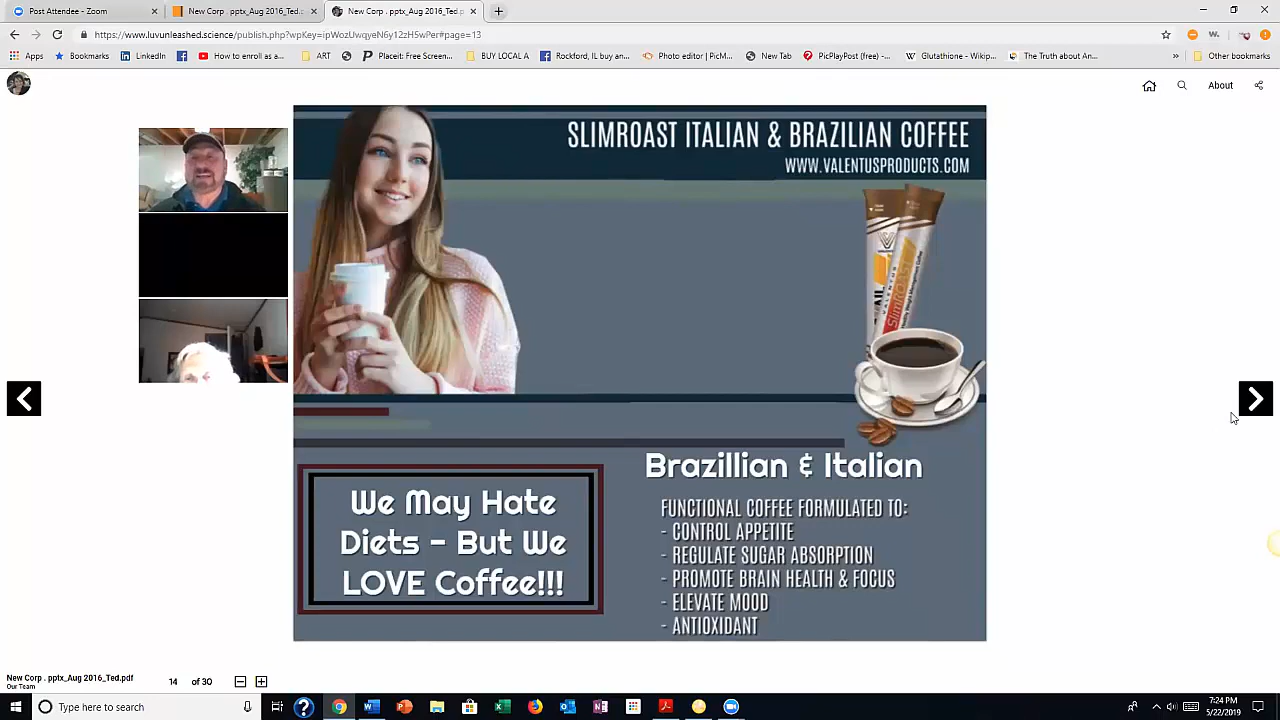 Post Attendee - Zoom
New Corp . pptx_Aug 2016_Ted.p
New Corp . pptx_Aug 2016_Ted.p
https://www.luvunleashed.science/publish.php?wpKey=ipWozUwqyeN6y12zH5wPer#page=13
Apps
Bookmarks
LinkedIn
How to enroll as a...
ART
Placeit: Free Screen...
BUY LOCAL A
Rockford, IL buy an...
Photo editor | PicM...
New Tab
PicPlayPost (free) -...
Glutathione - Wikip...
The Truth about An...
Other bookmarks
About
SLIMROAST ITALIAN & BRAZILIAN COFFEE
WWW.VALENTUSPRODUCTS.COM
SlimROAST
Brazillian & Italian
We May Hate
Diets - But We
LOVE Coffee!!!
FUNCTIONAL COFFEE FORMULATED TO:
- CONTROL APPETITE
- REGULATE SUGAR ABSORPTION
- PROMOTE BRAIN HEALTH & FOCUS
- ELEVATE MOOD
- ANTIOXIDANT
New Corp . pptx_Aug 2016_Ted.pdf
Our Team
14 of 30
Type here to search
7:24 PM
5/22/2019